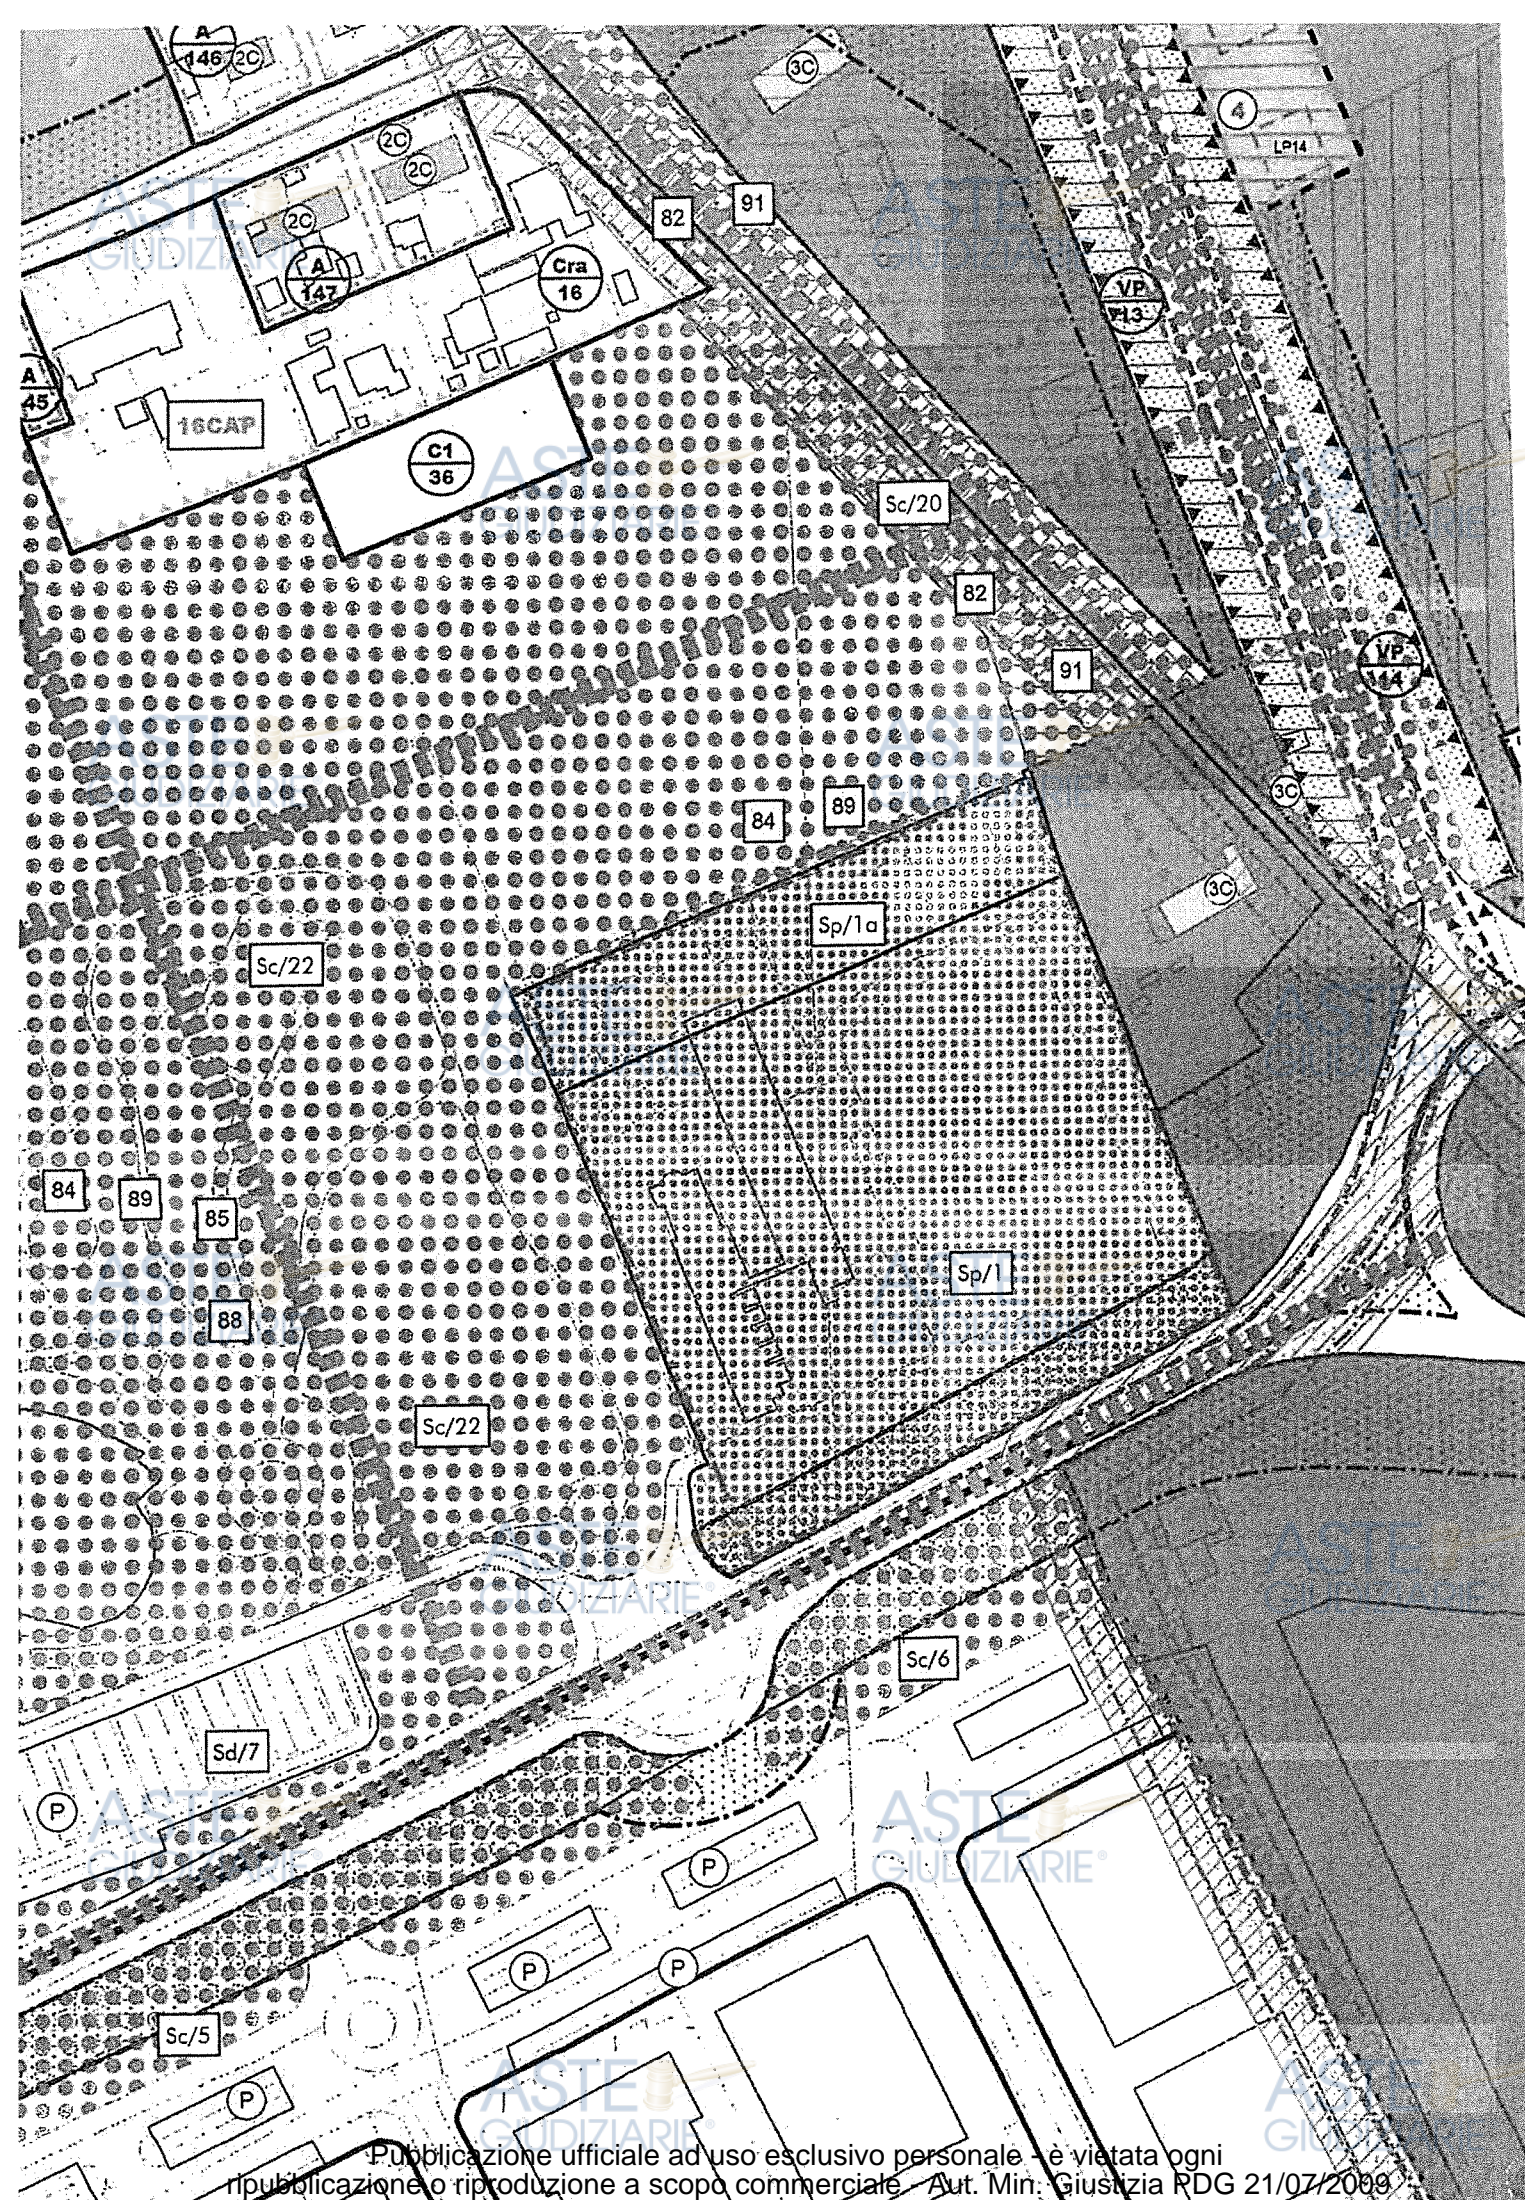 A
146
2C
3C
4
LP14
2C
2C
2C
82
91
A
147
Cra
16
VP
113
A
45
16CAP
C1
36
Sc/20
82
91
VP
114
3C
84
89
3C
Sp/1a
Sc/22
84
89
85
Sp/1
88
Sc/22
Sc/6
Sd/7
P
P
P
P
Sc/5
P
ASTE
GIUDIZIARIE®
Pubblicazione ufficiale ad uso esclusivo personale - è vietata ogni
ripubblicazione o riproduzione a scopo commerciale - Aut. Min. Giustizia PDG 21/07/2009